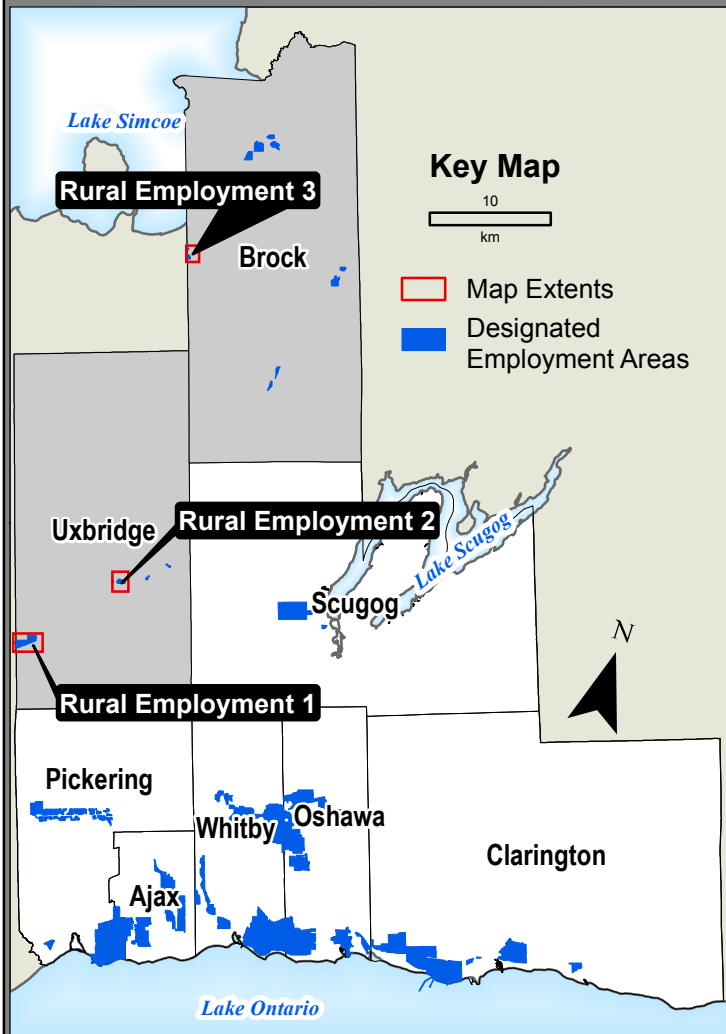 Lake Simcoe
Key Map
Rural Employment 3
10
km
Brock
Map Extents
Designated
Employment Areas
Rural Employment 2
Uxbridge
Lake Scugog
Scugog
N
Rural Employment 1
Pickering
Oshawa
Whitby
Clarington
Ajax
Lake Ontario